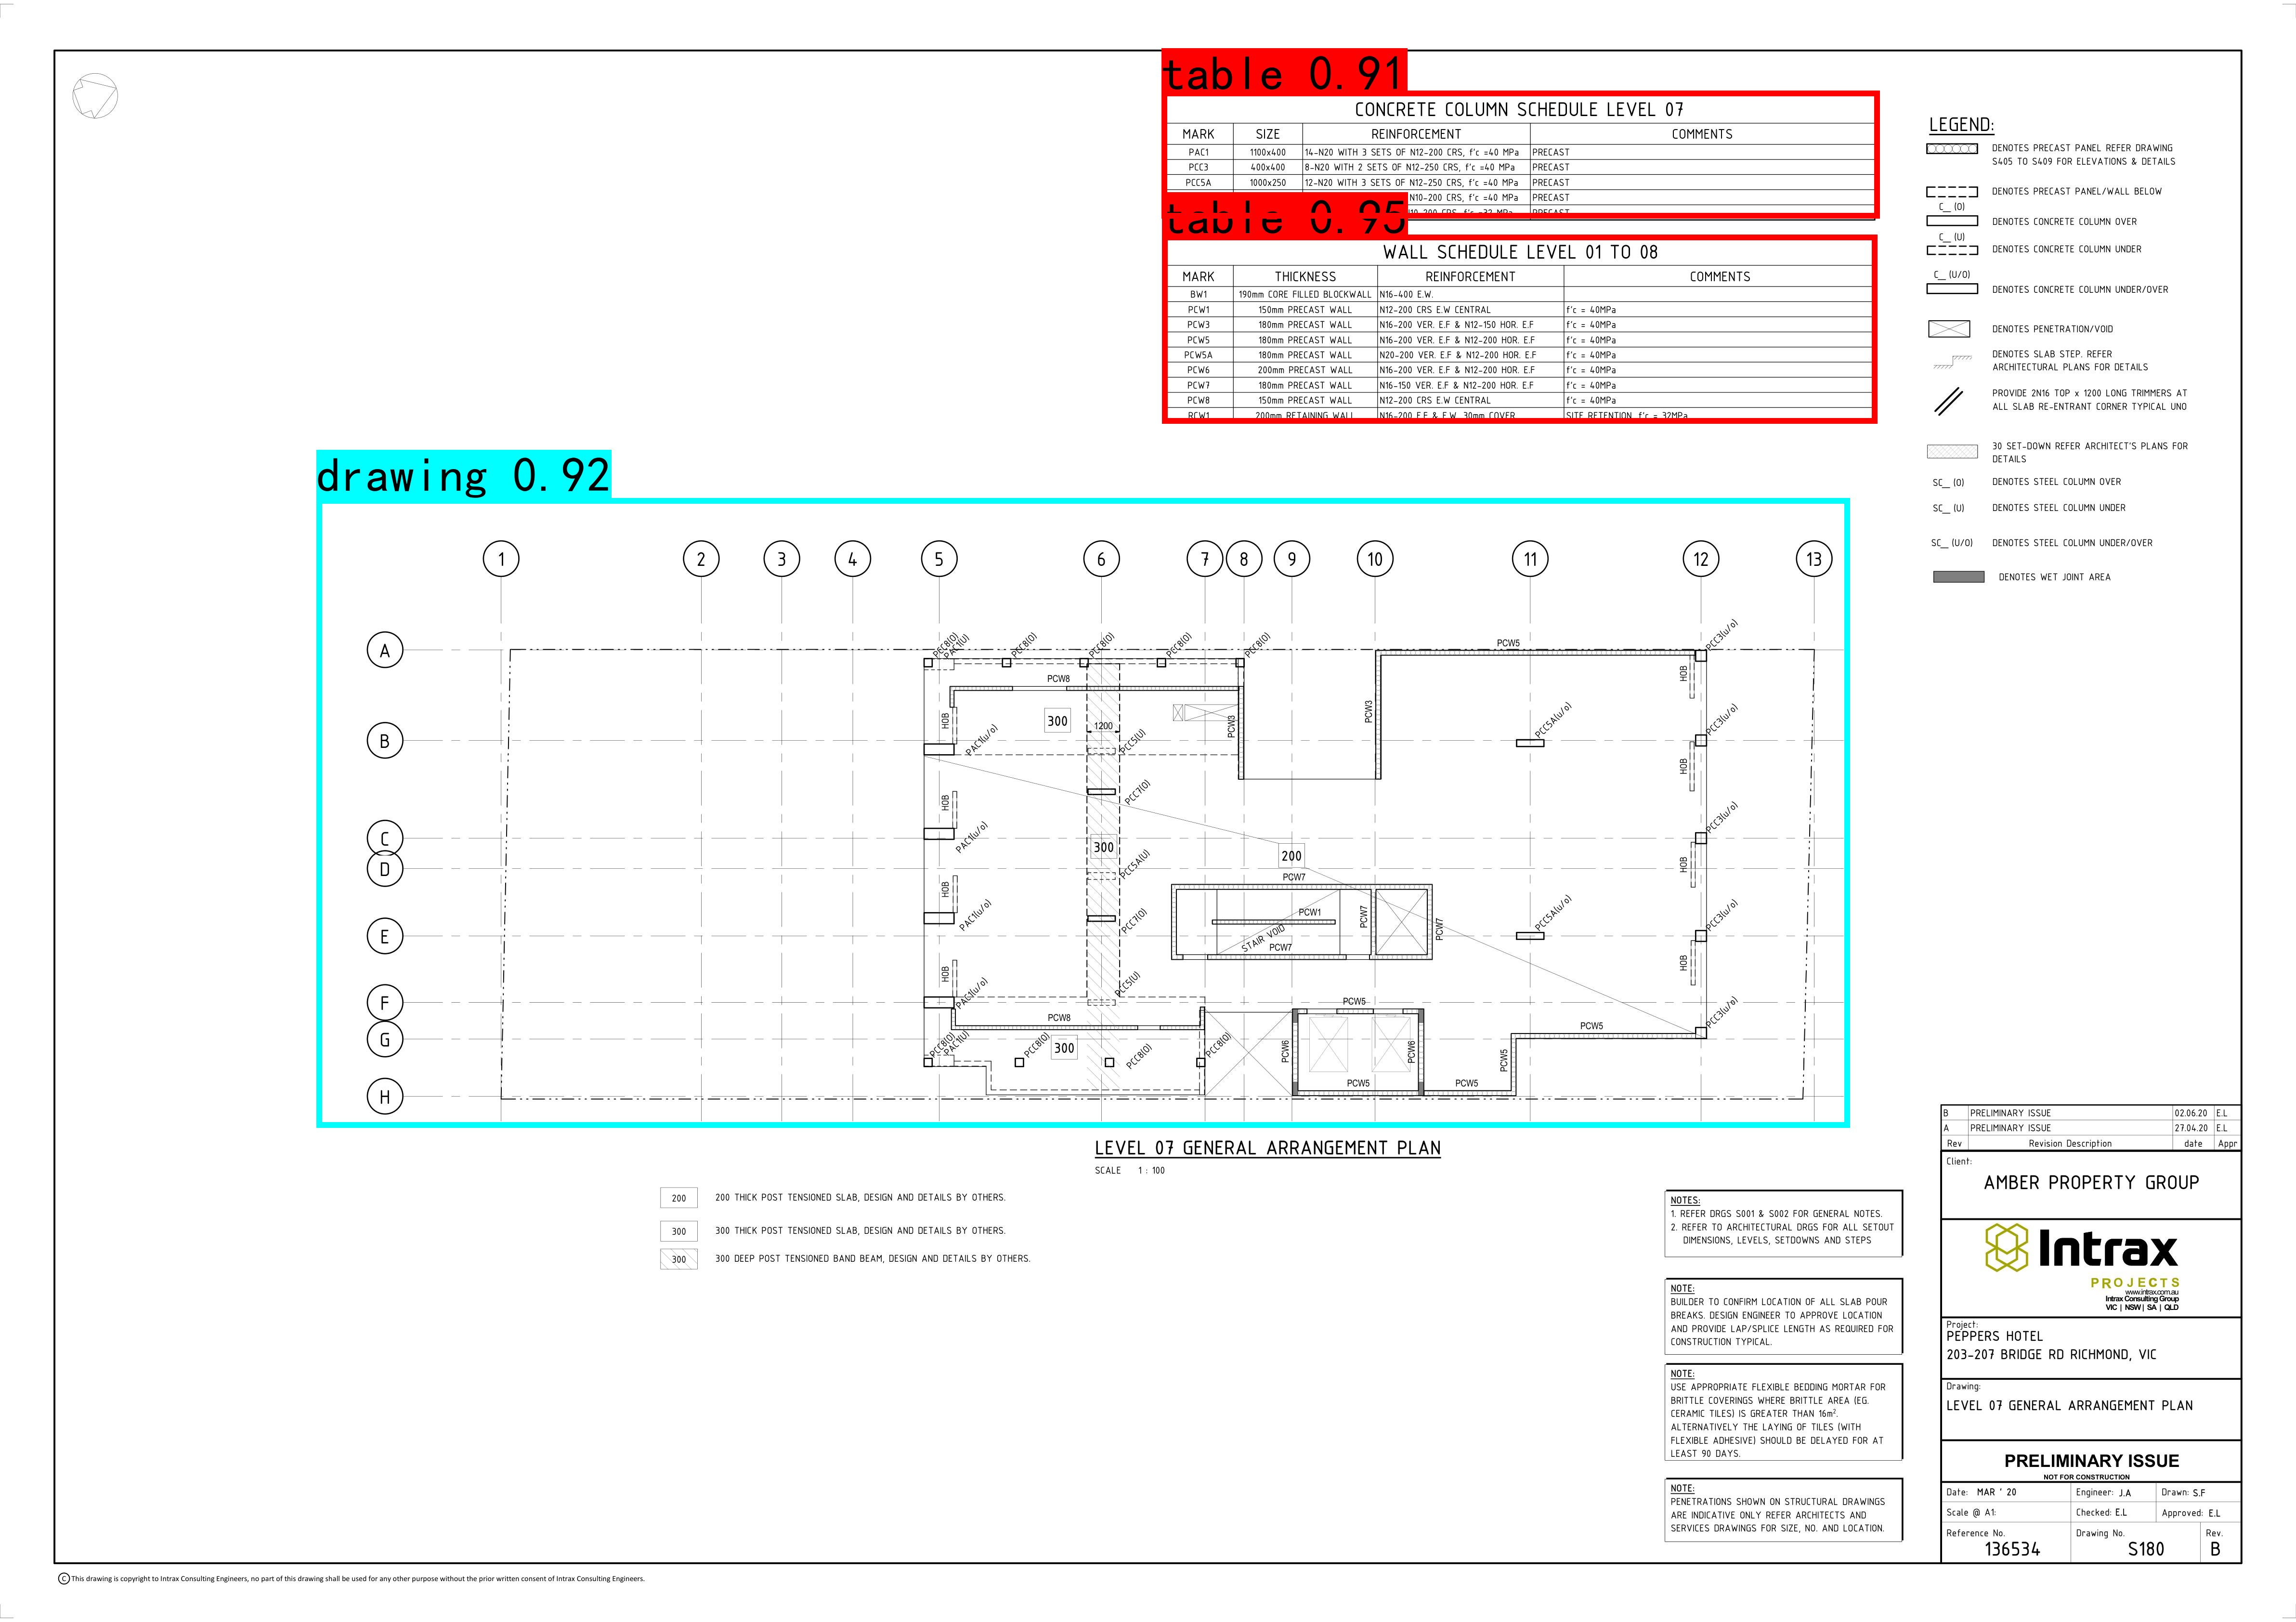 table 0.91
CONCRETE COLUMN SCHEDULE LEVEL 07
MARK SIZE REINFORCEMENT COMMENTS
PAC1 1100x400 14-N20 WITH 3 SETS OF N12-200 CRS, f'c =40 MPa PRECAST
PCC3 400x400 8-N20 WITH 2 SETS OF N12-250 CRS, f'c =40 MPa PRECAST
PCC5A 1000x250 12-N20 WITH 3 SETS OF N12-250 CRS, f'c =40 MPa PRECAST
N10-200 CRS, f'c =40 MPa PRECAST
N10-200 CRS, f'c =32 MPa PRECAST
table 0.95
WALL SCHEDULE LEVEL 01 TO 08
MARK THICKNESS REINFORCEMENT COMMENTS
BW1 190mm CORE FILLED BLOCKWALL N16-400 E.W.
PCW1 150mm PRECAST WALL N12-200 CRS E.W CENTRAL f'c = 40MPa
PCW3 180mm PRECAST WALL N16-200 VER. E.F & N12-150 HOR. E.F f'c = 40MPa
PCW5 180mm PRECAST WALL N16-200 VER. E.F & N12-200 HOR. E.F f'c = 40MPa
PCW5A 180mm PRECAST WALL N20-200 VER. E.F & N12-200 HOR. E.F f'c = 40MPa
PCW6 200mm PRECAST WALL N16-200 VER. E.F & N12-200 HOR. E.F f'c = 40MPa
PCW7 180mm PRECAST WALL N16-150 VER. E.F & N12-200 HOR. E.F f'c = 40MPa
PCW8 150mm PRECAST WALL N12-200 CRS E.W CENTRAL f'c = 40MPa
RCW1 200mm RETAINING WALL N16-200 E.F & E.W. 30mm COVER SITE RETENTION, f'c = 32MPa
LEGEND:
DENOTES PRECAST PANEL REFER DRAWING
S405 TO S409 FOR ELEVATIONS & DETAILS
DENOTES PRECAST PANEL/WALL BELOW
C__ (O)
DENOTES CONCRETE COLUMN OVER
C__ (U)
DENOTES CONCRETE COLUMN UNDER
C__ (U/O)
DENOTES CONCRETE COLUMN UNDER/OVER
DENOTES PENETRATION/VOID
DENOTES SLAB STEP. REFER
ARCHITECTURAL PLANS FOR DETAILS
PROVIDE 2N16 TOP x 1200 LONG TRIMMERS AT
ALL SLAB RE-ENTRANT CORNER TYPICAL UNO
30 SET-DOWN REFER ARCHITECT'S PLANS FOR
DETAILS
SC__ (O) DENOTES STEEL COLUMN OVER
SC__ (U) DENOTES STEEL COLUMN UNDER
SC__ (U/O) DENOTES STEEL COLUMN UNDER/OVER
DENOTES WET JOINT AREA
drawing 0.92
1 2 3 4 5 6 7 8 9 10 11 12 13
A
B
C
D
E
F
G
H
PCC8(O) PAC1(U) PCC8(O) PCC8(O) PCC8(O) PCC8(O) PCW5 PCC3(u/o)
PCW8
HOB
HOB 300 1200 PCW3 PCW3
PAC1(u/o) PCC5(U) PCC5A(u/o) PCC3(u/o)
HOB
HOB PCC7(O)
PAC1(u/o) 300 200 PCC3(u/o)
HOB PCC5A(U) PCW7 HOB
PAC1(u/o) PCC7(O) PCW1 PCW7 PCW7 PCC5A(u/o) PCC3(u/o)
STAIR VOID PCW7
HOB PCC5(U) HOB
PAC1(u/o) PCW5 PCC3(u/o)
PCW8 PCW5
PCC8(O) PAC1(U) PCC8(O) 300 PCC8(O) PCC8(O) PCW6 PCW6 PCW5
PCW5 PCW5
LEVEL 07 GENERAL ARRANGEMENT PLAN
SCALE 1 : 100
200 200 THICK POST TENSIONED SLAB, DESIGN AND DETAILS BY OTHERS.
300 300 THICK POST TENSIONED SLAB, DESIGN AND DETAILS BY OTHERS.
300 300 DEEP POST TENSIONED BAND BEAM, DESIGN AND DETAILS BY OTHERS.
NOTES:
1. REFER DRGS S001 & S002 FOR GENERAL NOTES.
2. REFER TO ARCHITECTURAL DRGS FOR ALL SETOUT
DIMENSIONS, LEVELS, SETDOWNS AND STEPS
NOTE:
BUILDER TO CONFIRM LOCATION OF ALL SLAB POUR
BREAKS. DESIGN ENGINEER TO APPROVE LOCATION
AND PROVIDE LAP/SPLICE LENGTH AS REQUIRED FOR
CONSTRUCTION TYPICAL.
NOTE:
USE APPROPRIATE FLEXIBLE BEDDING MORTAR FOR
BRITTLE COVERINGS WHERE BRITTLE AREA (EG.
CERAMIC TILES) IS GREATER THAN 16m².
ALTERNATIVELY THE LAYING OF TILES (WITH
FLEXIBLE ADHESIVE) SHOULD BE DELAYED FOR AT
LEAST 90 DAYS.
NOTE:
PENETRATIONS SHOWN ON STRUCTURAL DRAWINGS
ARE INDICATIVE ONLY REFER ARCHITECTS AND
SERVICES DRAWINGS FOR SIZE, NO. AND LOCATION.
B PRELIMINARY ISSUE 02.06.20 E.L
A PRELIMINARY ISSUE 27.04.20 E.L
Rev Revision Description date Appr
Client:
AMBER PROPERTY GROUP
Intrax
PROJECTS
www.intrax.com.au
Intrax Consulting Group
VIC | NSW | SA | QLD
Project:
PEPPERS HOTEL
203-207 BRIDGE RD RICHMOND, VIC
Drawing:
LEVEL 07 GENERAL ARRANGEMENT PLAN
PRELIMINARY ISSUE
NOT FOR CONSTRUCTION
Date: MAR ' 20 Engineer: J.A Drawn: S.F
Scale @ A1: Checked: E.L Approved: E.L
Reference No. Drawing No. Rev.
136534 S180 B
C This drawing is copyright to Intrax Consulting Engineers, no part of this drawing shall be used for any other purpose without the prior written consent of Intrax Consulting Engineers.